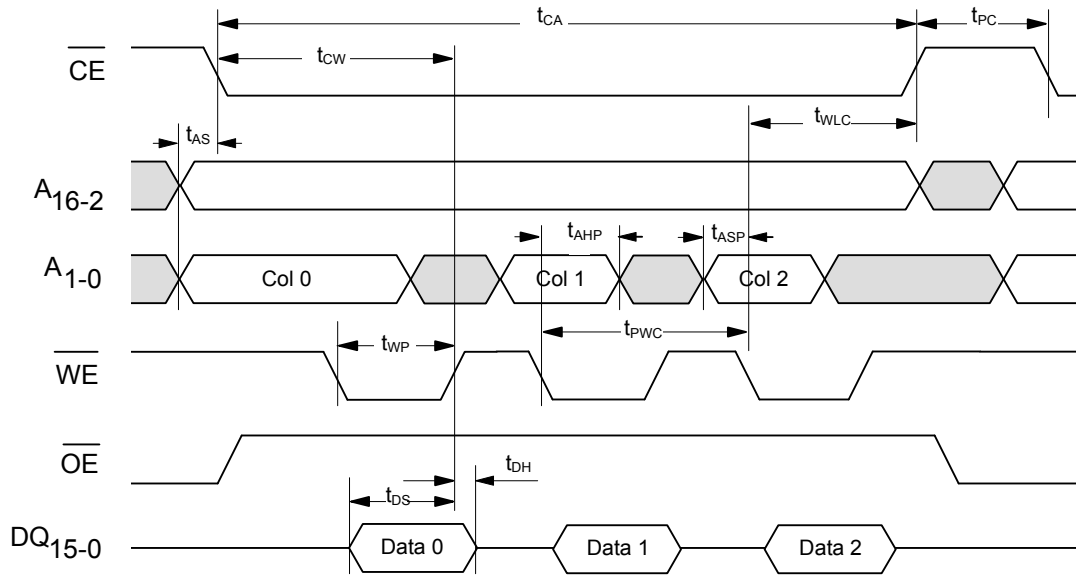 tCA
tPC
CE
tCW
tWLC
tAS
A16-2
tAHP
tASP
A1-0
Col 0
Col 1
Col 2
tPWC
tWP
WE
OE
tDH
tDS
DQ15-0
Data 0
Data 1
Data 2